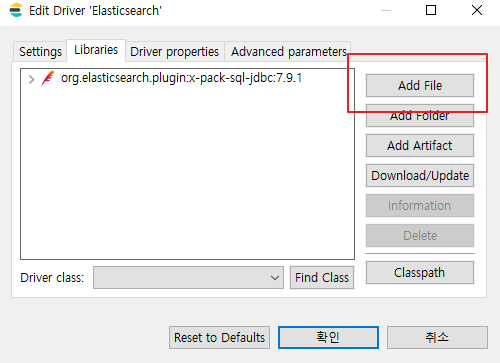 Edit Driver 'Elasticsearch'
Settings Libraries Driver properties Advanced parameters
org.elasticsearch.plugin:x-pack-sql-jdbc:7.9.1
Add File
Add Folder
Add Artifact
Download/Update
Information
Delete
Driver class:
Find Class
Classpath
Reset to Defaults
확인
취소